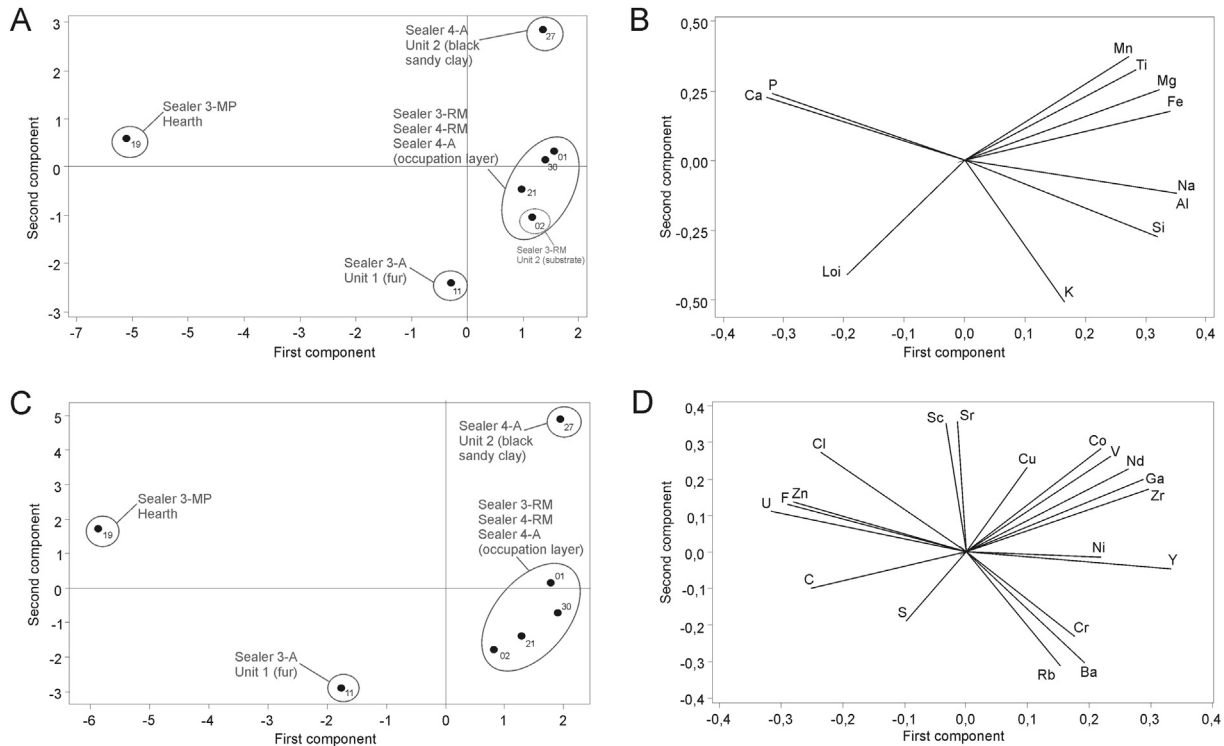 A
3
2
1
0
-1
-2
-3
Second component
Sealer 4-A
Unit 2 (black
sandy clay)
27
Sealer 3-MP
Hearth
19
Sealer 3-RM
Sealer 4-RM
Sealer 4-A
(occupation layer)
01
30
21
02
Sealer 3-RM
Unit 2 (substrate)
Sealer 3-A
Unit 1 (fur)
11
-7 -6 -5 -4 -3 -2 -1 0 1 2
First component
B
0,50
0,25
0,00
-0,25
-0,50
Second component
Mn
Ti
Mg
Fe
P
Ca
Na
Al
Si
Loi
K
-0,4 -0,3 -0,2 -0,1 0,0 0,1 0,2 0,3 0,4
First component
C
5
4
3
2
1
0
-1
-2
-3
Second component
Sealer 4-A
Unit 2 (black
sandy clay)
27
Sealer 3-MP
Hearth
19
Sealer 3-RM
Sealer 4-RM
Sealer 4-A
(occupation layer)
01
30
21
02
Sealer 3-A
Unit 1 (fur)
11
-6 -5 -4 -3 -2 -1 0 1 2
First component
D
0,4
0,3
0,2
0,1
0,0
-0,1
-0,2
-0,3
0,4
Second component
Sc Sr
Cl
Co
V
Cu
Nd
Ga
Zr
U F Zn
Ni
Y
C
S
Cr
Rb Ba
-0,4 -0,3 -0,2 -0,1 0,0 0,1 0,2 0,3 0,4
First component